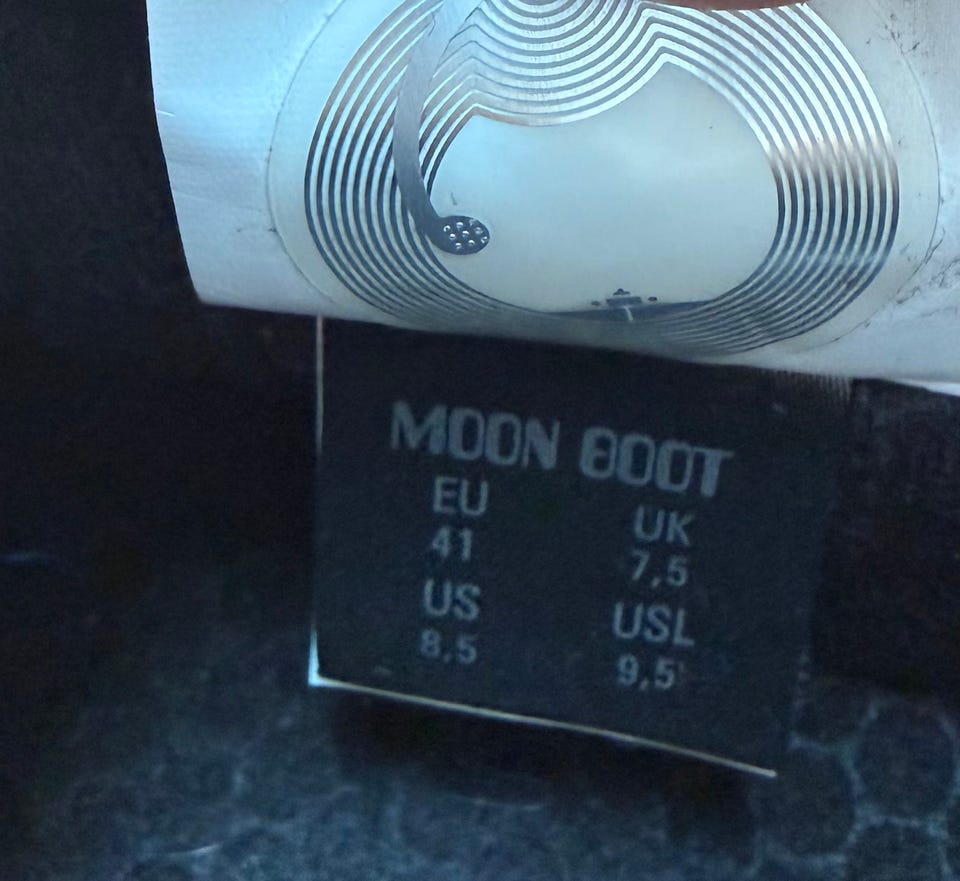 MOON BOOT
EU UK
41 7,5
US USL
8,5 9,5